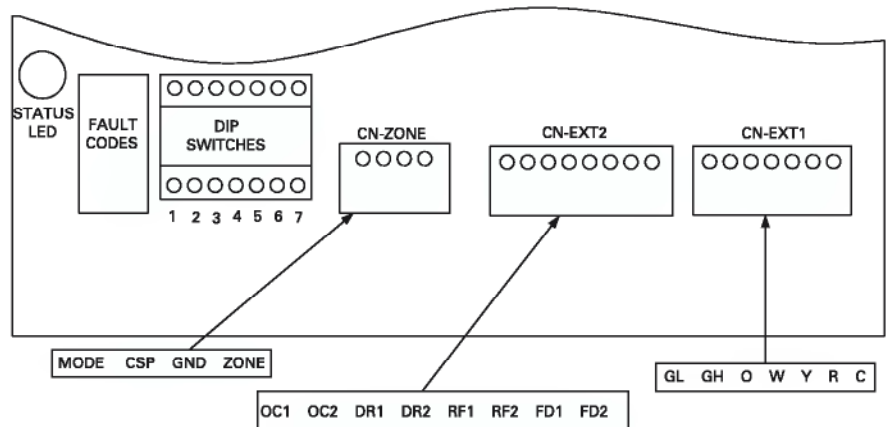 STATUS
LED
FAULT
CODES
DIP
SWITCHES
1 2 3 4 5 6 7
CN-ZONE
CN-EXT2
CN-EXT1
MODE CSP GND ZONE
OC1 OC2 DR1 DR2 RF1 RF2 FD1 FD2
GL GH O W Y R C